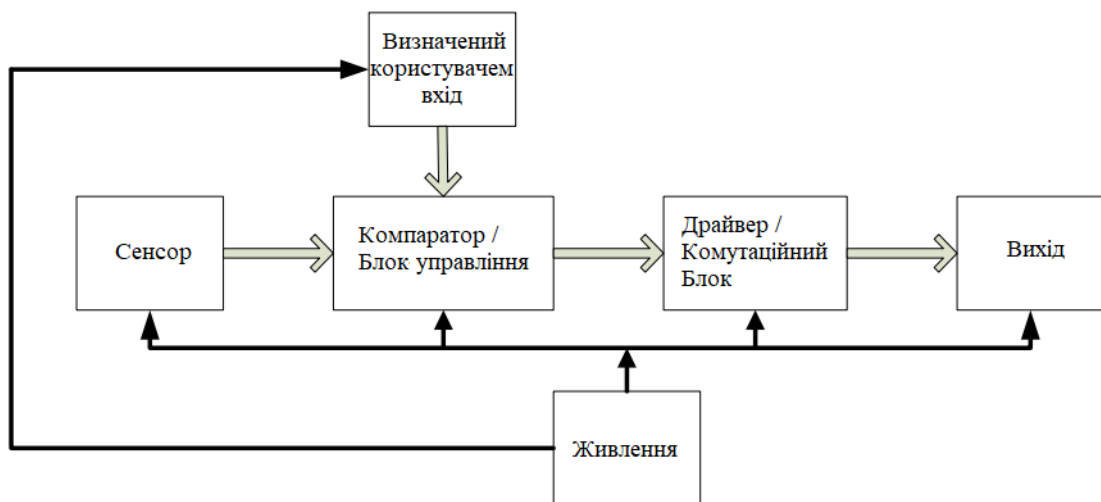 Визначений
користувачем
вхід
Сенсор
Компаратор /
Блок управління
Драйвер /
Комутаційний
Блок
Вихід
Живлення